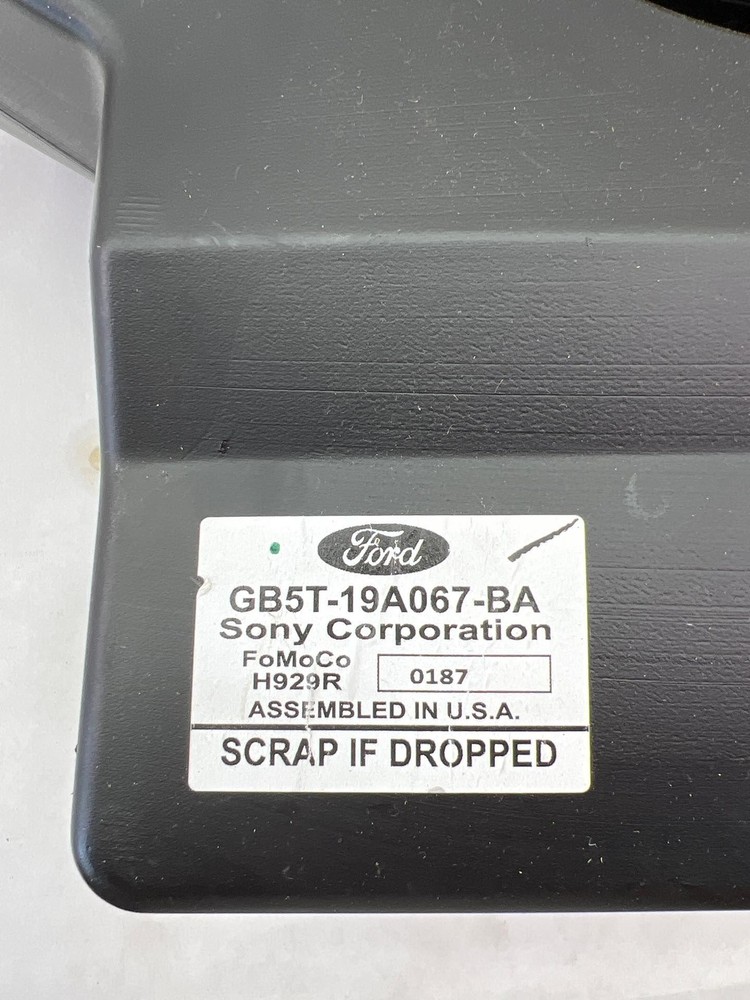 Ford
GB5T-19A067-BA
Sony Corporation
FoMoCo
H929R
0187
ASSEMBLED IN U.S.A.
SCRAP IF DROPPED